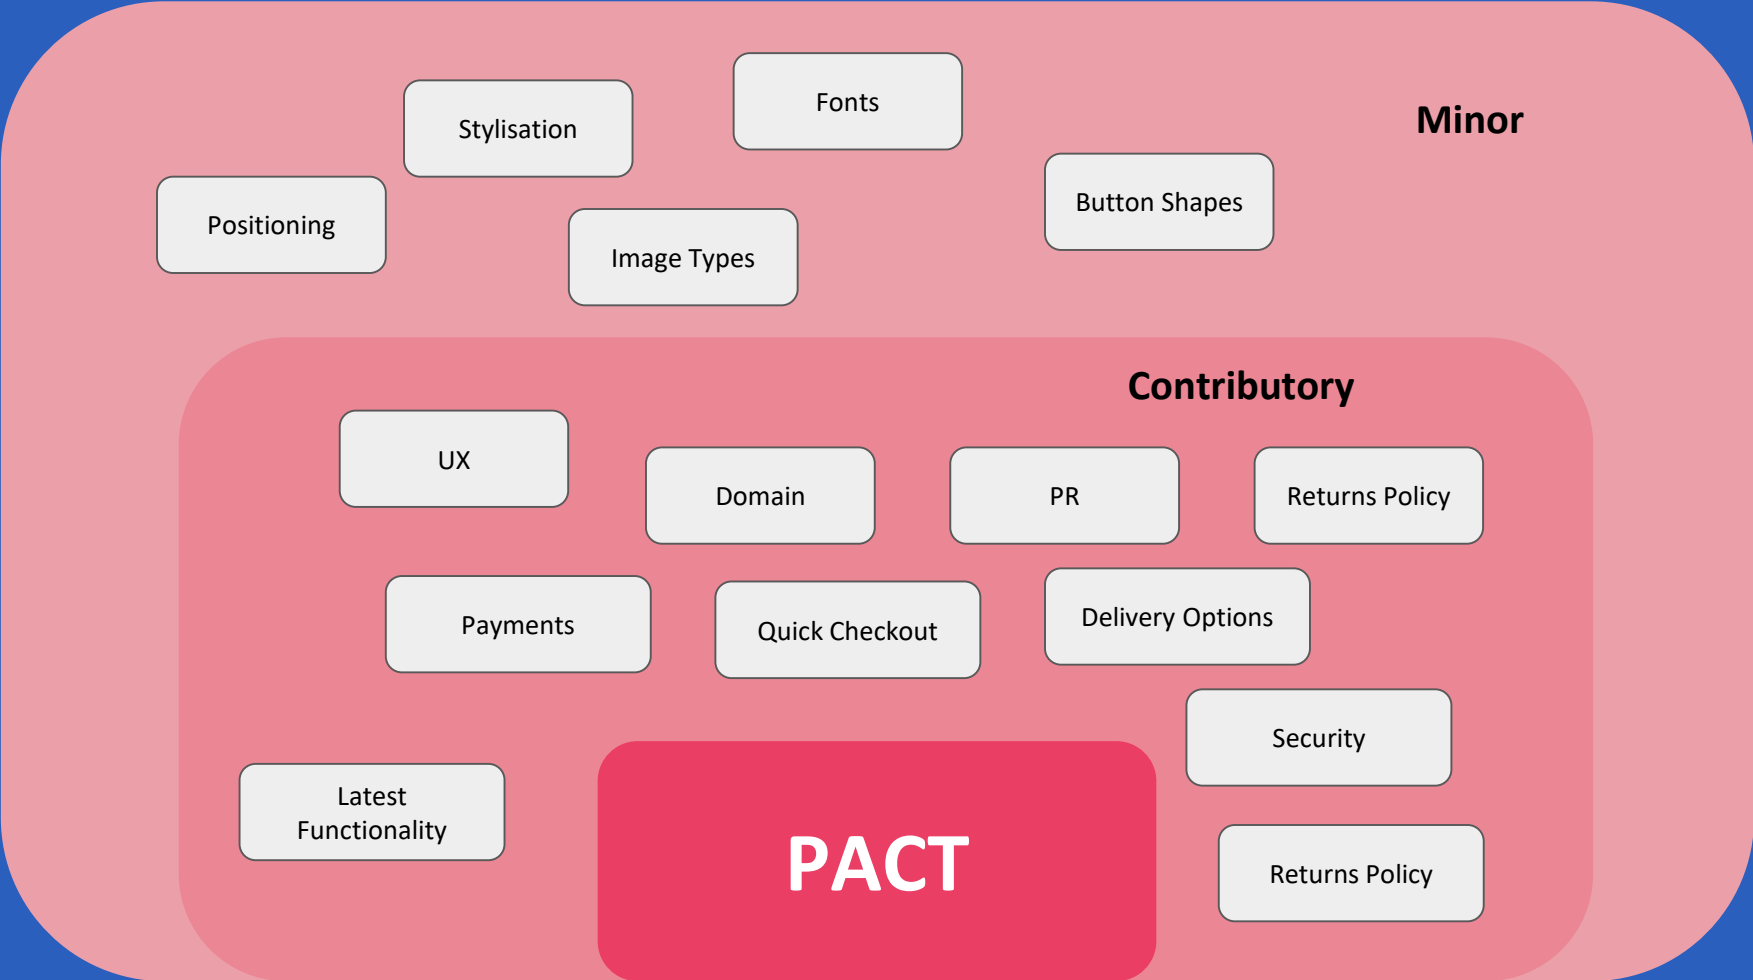 Fonts
Minor
Stylisation
Button Shapes
Positioning
Image Types
Contributory
UX
Domain
PR
Returns Policy
Payments
Quick Checkout
Delivery Options
Security
Latest
Functionality
PACT
Returns Policy